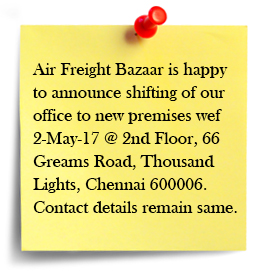 Air Freight Bazaar is happy
to announce shifting of our
office to new premises wef
2-May-17 @ 2nd Floor, 66
Greams Road, Thousand
Lights, Chennai 600006.
Contact details remain same.